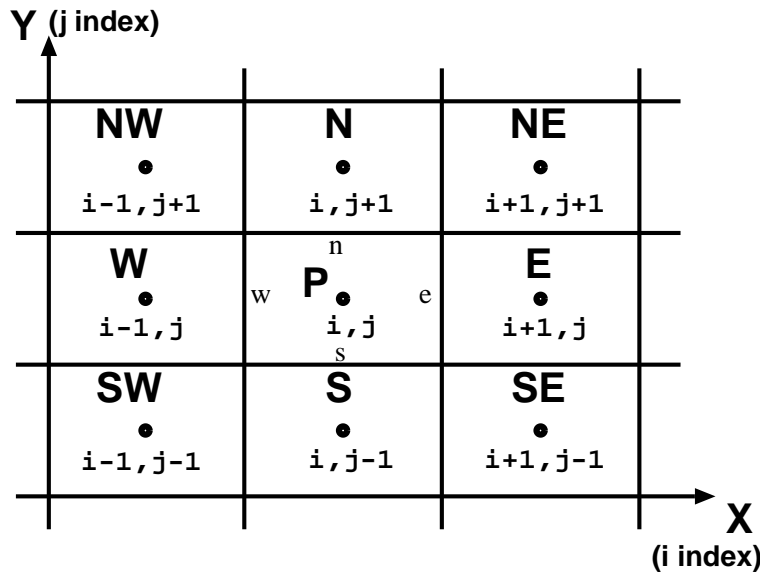 Y (j index)
NW N NE
i-1,j+1 i,j+1 i+1,j+1
n
W P E
w e
i-1,j i,j i+1,j
s
SW S SE
i-1,j-1 i,j-1 i+1,j-1
X
(i index)